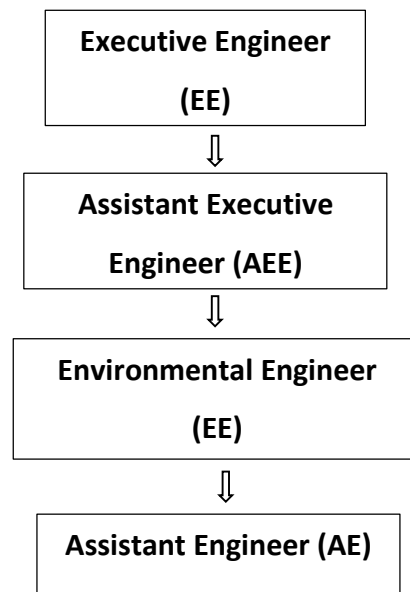 Executive Engineer
(EE)
Assistant Executive
Engineer (AEE)
Environmental Engineer
(EE)
Assistant Engineer (AE)